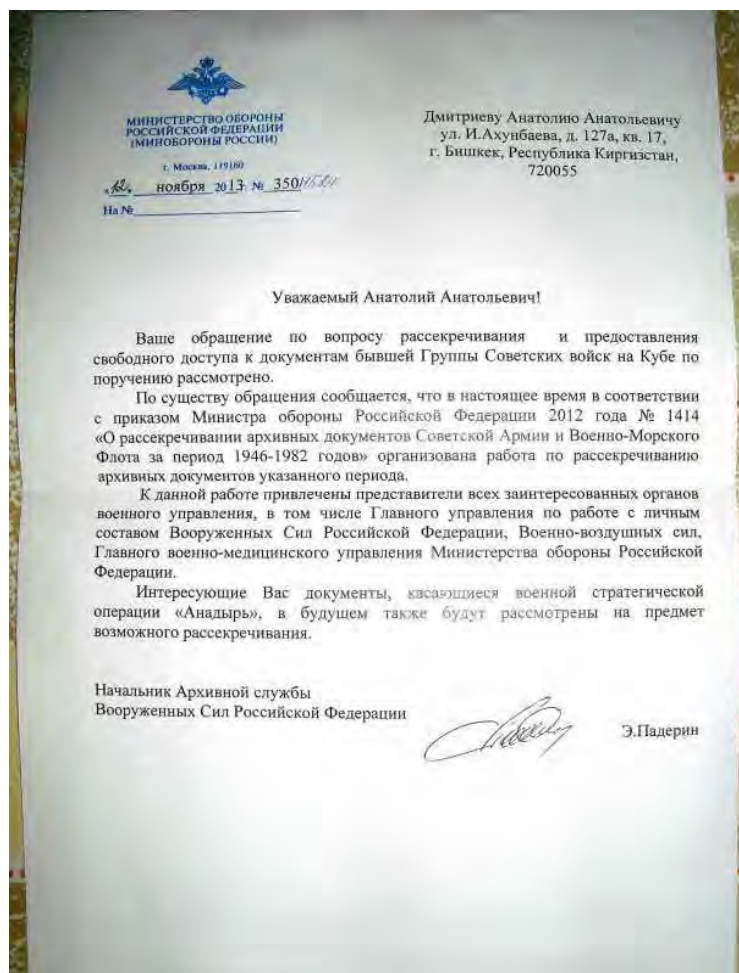 МИНИСТЕРСТВО ОБОРОНЫ
РОССИЙСКОЙ ФЕДЕРАЦИИ
(МИНОБОРОНЫ РОССИИ)
г. Москва, 119160
«12» ноября 2013 г. № 350/
На №
Дмитриеву Анатолию Анатольевичу
ул. И.Ахунбаева, д. 127а, кв. 17,
г. Бишкек, Республика Киргизстан,
720055
Уважаемый Анатолий Анатольевич!
Ваше обращение по вопросу рассекречивания и предоставления
свободного доступа к документам бывшей Группы Советских войск на Кубе по
поручению рассмотрено.
По существу обращения сообщается, что в настоящее время в соответствии
с приказом Министра обороны Российской Федерации 2012 года № 1414
«О рассекречивании архивных документов Советской Армии и Военно-Морского
Флота за период 1946-1982 годов» организована работа по рассекречиванию
архивных документов указанного периода.
К данной работе привлечены представители всех заинтересованных органов
военного управления, в том числе Главного управления по работе с личным
составом Вооруженных Сил Российской Федерации, Военно-воздушных сил,
Главного военно-медицинского управления Министерства обороны Российской
Федерации.
Интересующие Вас документы, касающиеся военной стратегической
операции «Анадырь», в будущем также будут рассмотрены на предмет
возможного рассекречивания.
Начальник Архивной службы
Вооруженных Сил Российской Федерации
Э.Падерин